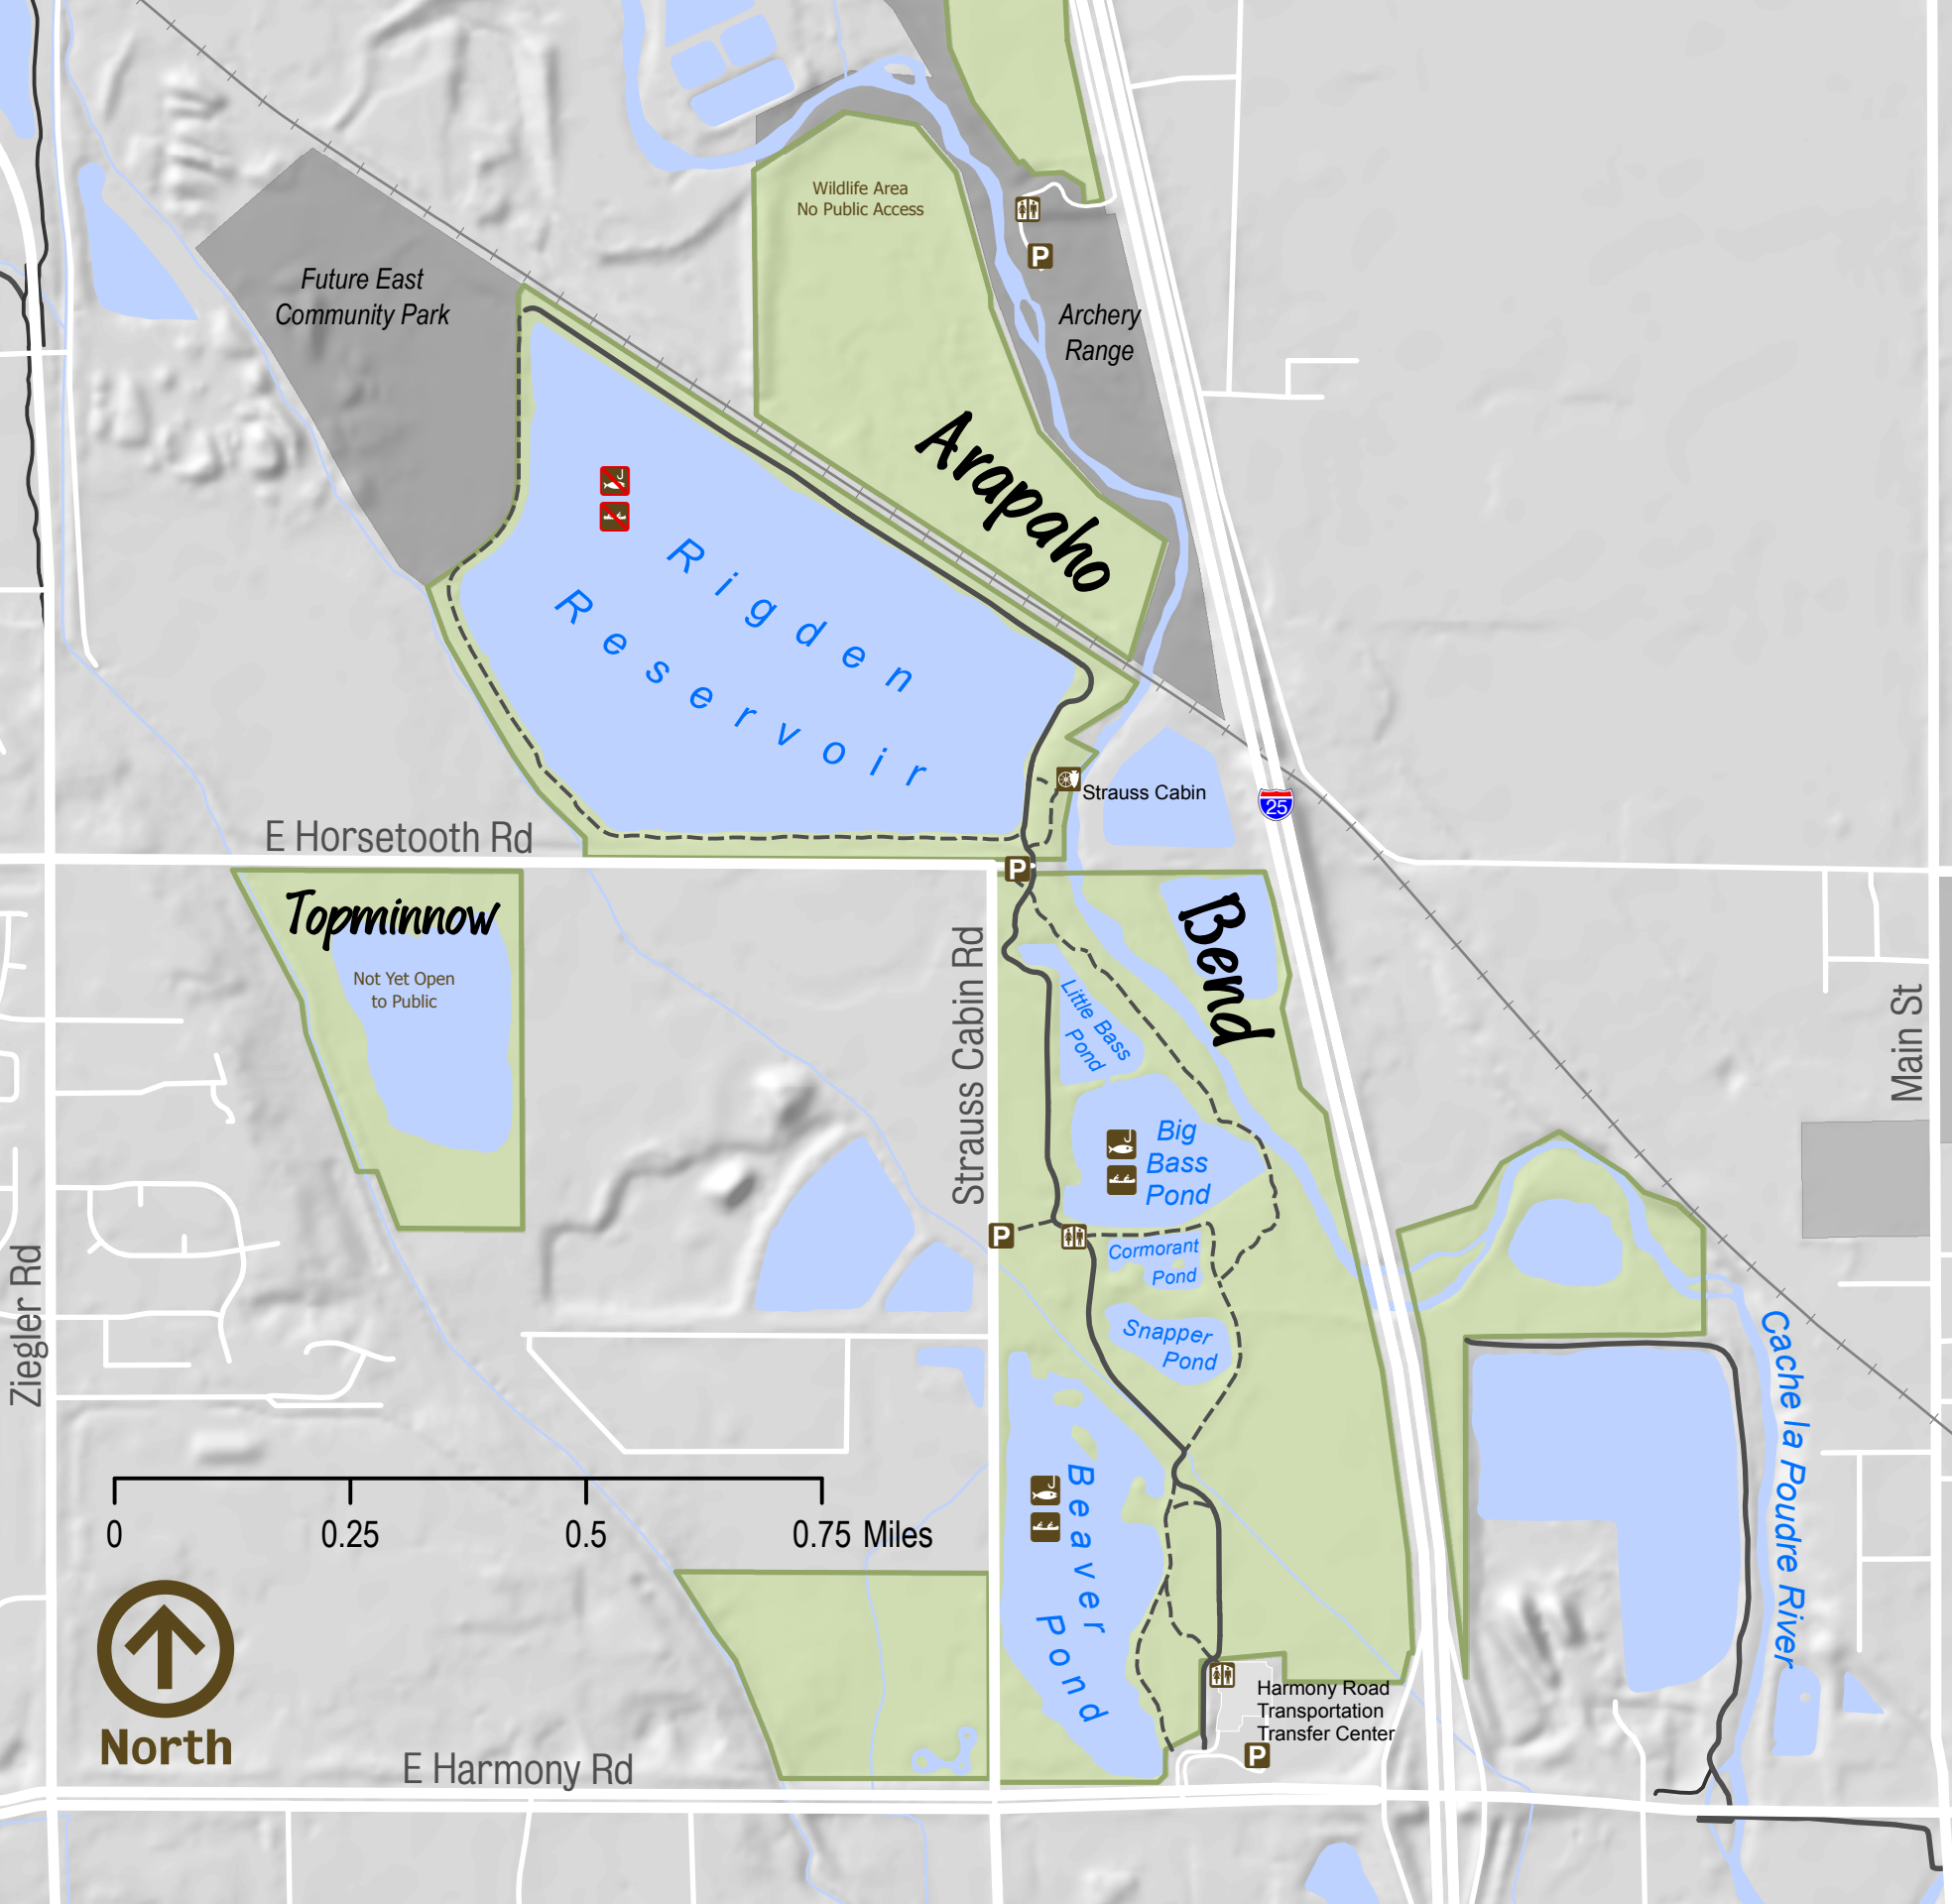 Wildlife Area
No Public Access
P
Future East
Community Park
Archery
Range
Arapaho
Rigden
Reservoir
Strauss Cabin
25
E Horsetooth Rd
P
Topminnow
Not Yet Open
to Public
Bend
Strauss Cabin Rd
Little Bass
Pond
Main St
Big
Bass
Pond
P
Cormorant
Pond
Snapper
Pond
Ziegler Rd
Cache la Poudre River
Beaver
Pond
0 0.25 0.5 0.75 Miles
North
Harmony Road
Transportation
Transfer Center
P
E Harmony Rd